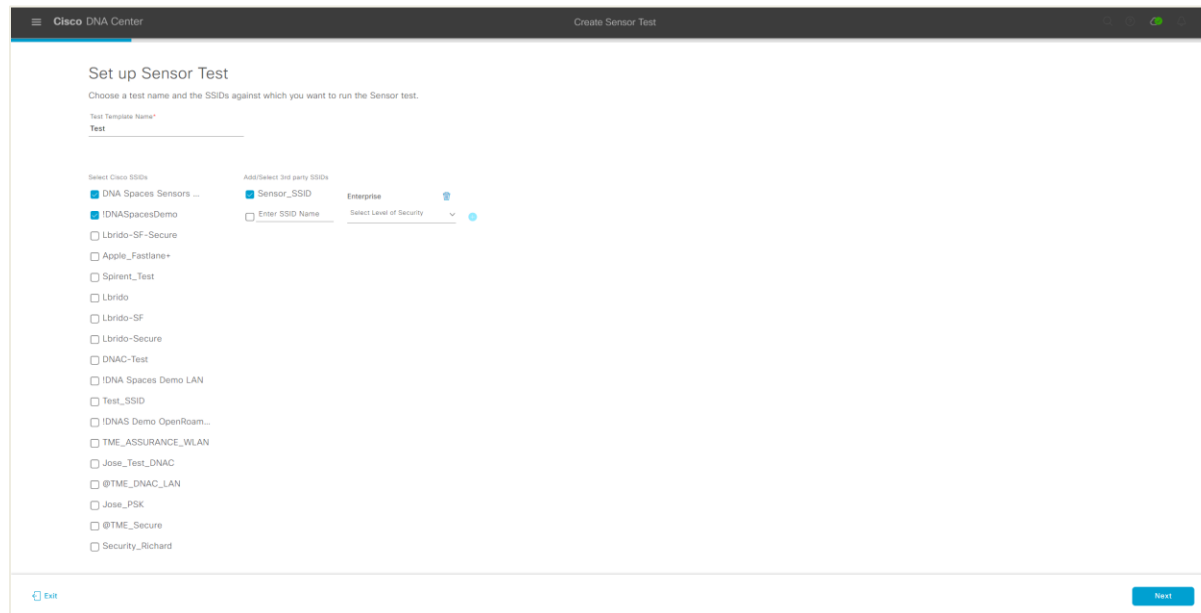 Cisco DNA Center
Create Sensor Test
Set up Sensor Test
Choose a test name and the SSIDs against which you want to run the Sensor test.
Test Template Name*
Test
Select Cisco SSIDs
Add/Select 3rd party SSIDs
DNA Spaces Sensors ...
Sensor_SSID
Enterprise
!DNASpacesDemo
Enter SSID Name
Select Level of Security
Lbrido-SF-Secure
Apple_Fastlane+
Spirent_Test
Lbrido
Lbrido-SF
Lbrido-Secure
DNAC-Test
!DNA Spaces Demo LAN
Test_SSID
!DNAS Demo OpenRoam...
TME_ASSURANCE_WLAN
Jose_Test_DNAC
@TME_DNAC_LAN
Jose_PSK
@TME_Secure
Security_Richard
Exit
Next